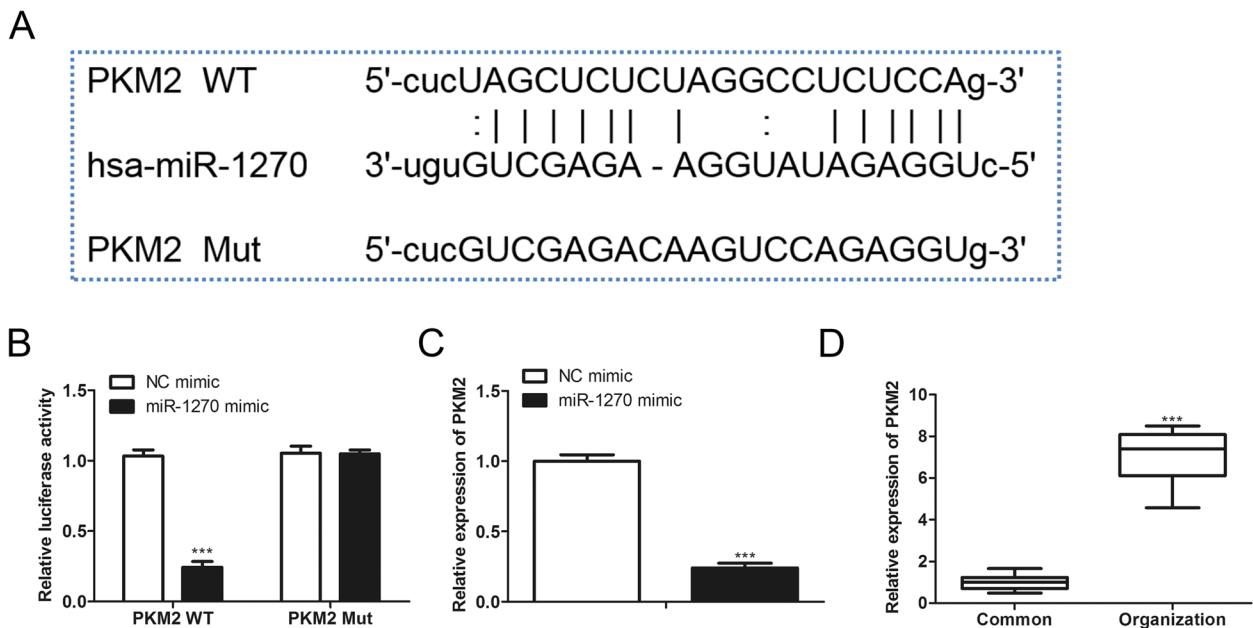 A
PKM2 WT 5'-cucUAGCUCUCUAGGCCUCUCCAg-3'
:|||||| | : ||||||
hsa-miR-1270 3'-uguGUCGAGA-AGGUAUAGAGGUc-5'
PKM2 Mut 5'-cucGUCGAGACAAGUCCAGAGGUg-3'
B
NC mimic
miR-1270 mimic
Relative luciferase activity
1.5
1.0
0.5
0.0
***
PKM2 WT
PKM2 Mut
C
NC mimic
miR-1270 mimic
Relative expression of PKM2
1.5
1.0
0.5
0.0
***
D
Relative expression of PKM2
10
8
6
4
2
0
***
Common
Organization